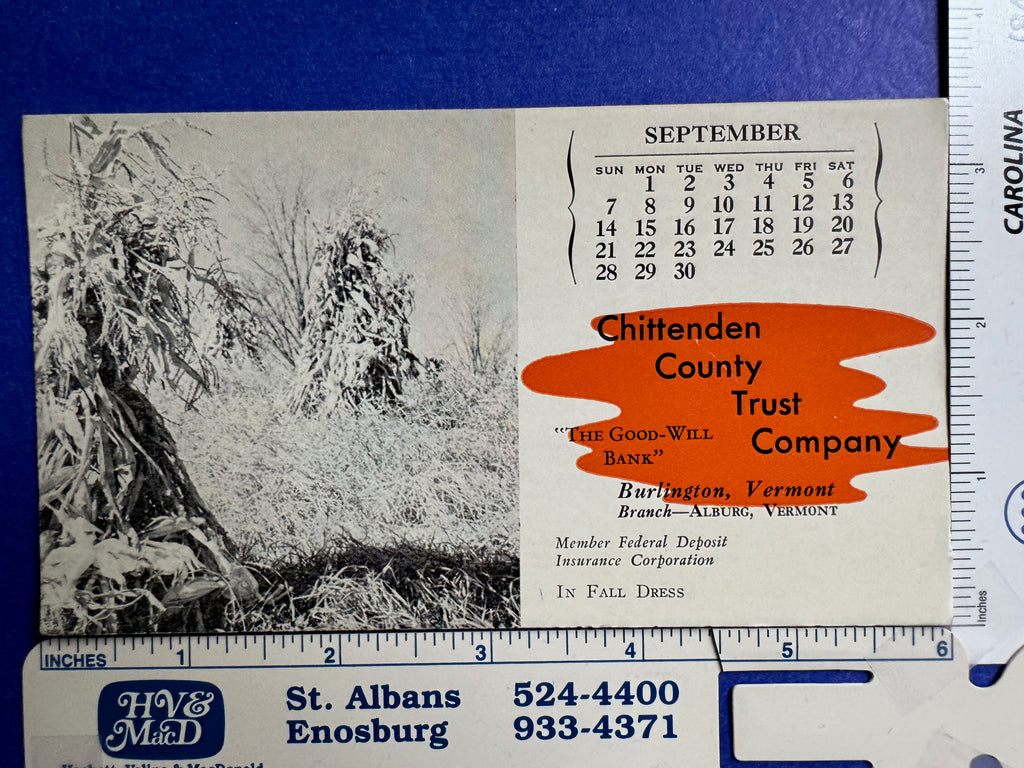 SEPTEMBER
SUN MON TUE WED THU FRI SAT
1 2 3 4 5 6
7 8 9 10 11 12 13
14 15 16 17 18 19 20
21 22 23 24 25 26 27
28 29 30
Chittenden
County
Trust
Company
"THE GOOD-WILL
BANK"
Burlington, Vermont
Branch—ALBURG, VERMONT
Member Federal Deposit
Insurance Corporation
IN FALL DRESS
INCHES 1 2 3 4 5 6
HV&
MacD
St. Albans 524-4400
Enosburg 933-4371
CAROLINA
4
3
2
1
Inches